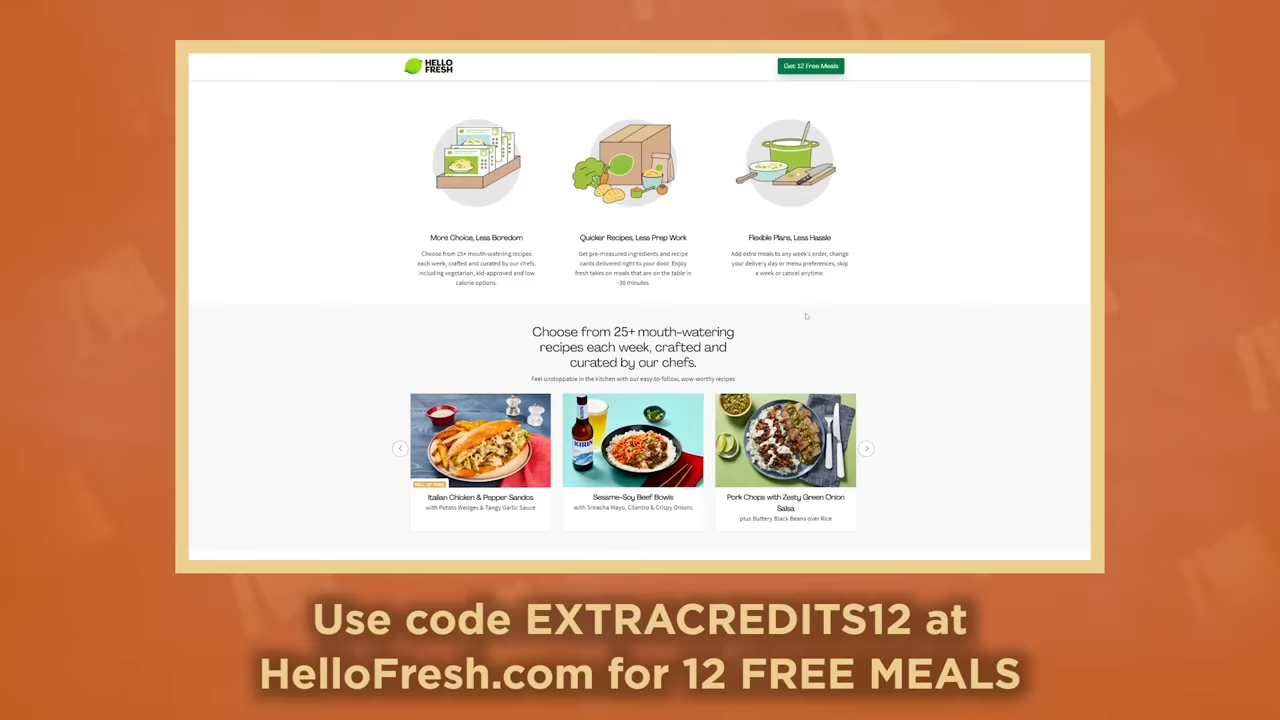 HELLO
FRESH
Get 12 Free Meals
More Choice, Less Boredom
Choose from 25+ mouth-watering recipes
each week, crafted and curated by our chefs.
including vegetarian, kid-approved and low
calorie options.
Quicker Recipes, Less Prep Work
Get pre-measured ingredients and recipe
cards delivered right to your door. Enjoy
fresh takes on meals that are on the table in
~30 minutes.
Flexible Plans, Less Hassle
Add extra meals to any week's order, change
your delivery day or menu preferences, skip
a week or cancel anytime.
Choose from 25+ mouth-watering
recipes each week, crafted and
curated by our chefs.
Feel unstoppable in the kitchen with our easy-to-follow, wow-worthy recipes
KIRIN
HALL OF FAME
Italian Chicken & Pepper Sandos
with Potato Wedges & Tangy Garlic Sauce
Sesame-Soy Beef Bowls
with Sriracha Mayo, Cilantro & Crispy Onions
Pork Chops with Zesty Green Onion
Salsa
plus Buttery Black Beans over Rice
Use code EXTRACREDITS12 at
HelloFresh.com for 12 FREE MEALS